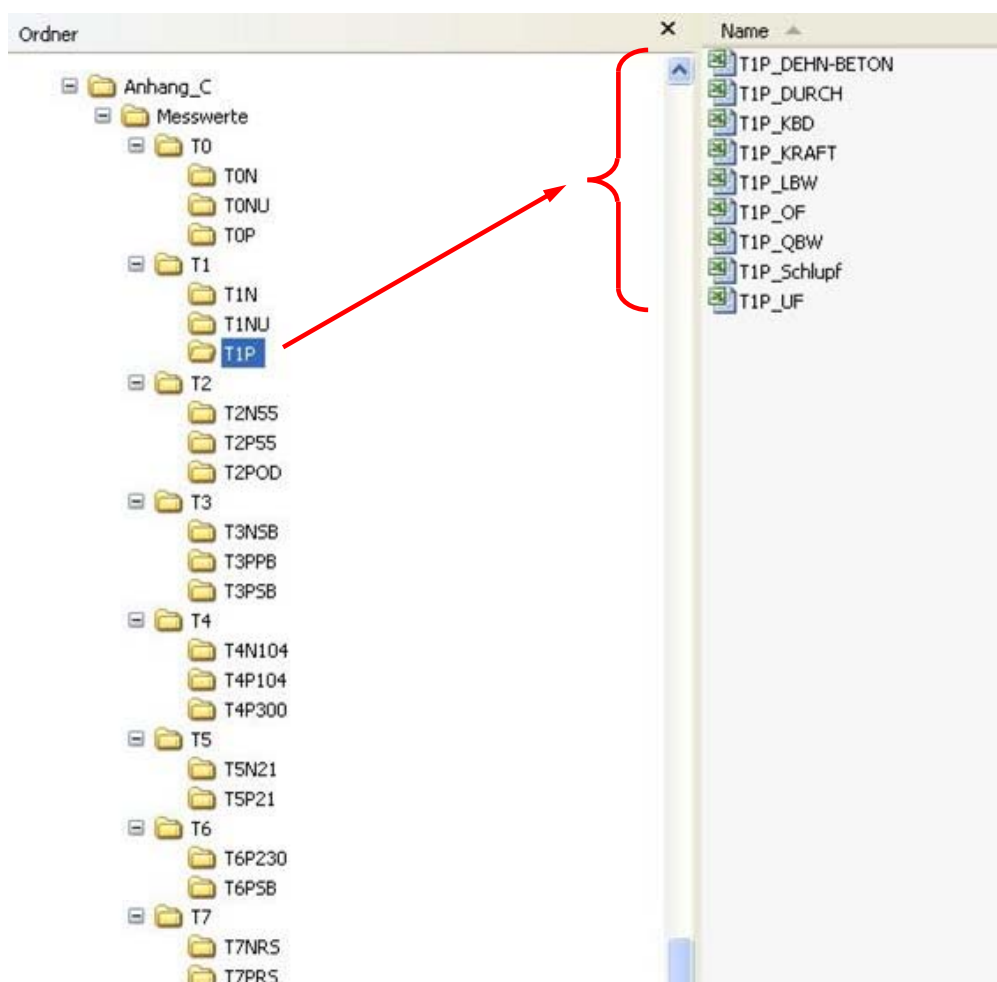 Ordner
Anhang_C
Messwerte
T0
T0N
T0NU
T0P
T1
T1N
T1NU
T1P
T2
T2N55
T2P55
T2POD
T3
T3NSB
T3PPB
T3PSB
T4
T4N104
T4P104
T4P300
T5
T5N21
T5P21
T6
T6P230
T6PSB
T7
T7NRS
T7PRS
Name
T1P_DEHN-BETON
T1P_DURCH
T1P_KBD
T1P_KRAFT
T1P_LBW
T1P_OF
T1P_QBW
T1P_Schlupf
T1P_UF